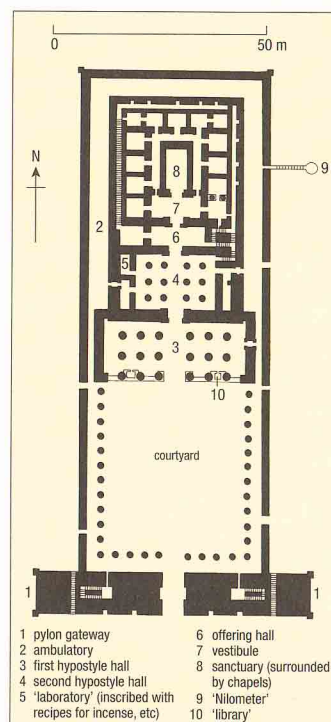 0 50 m
N
9
8
7
2
6
5
4
3
10
courtyard
1 1
1 pylon gateway
2 ambulatory
3 first hypostyle hall
4 second hypostyle hall
5 'laboratory' (inscribed with
recipes for incense, etc)
6 offering hall
7 vestibule
8 sanctuary (surrounded
by chapels)
9 'Nilometer'
10 'library'